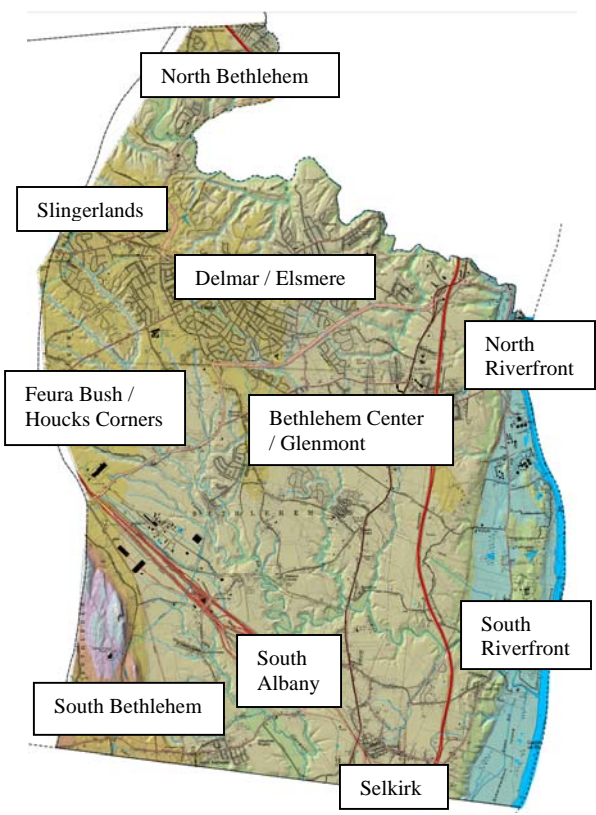 North Bethlehem
Slingerlands
Delmar / Elsmere
North
Riverfront
Feura Bush /
Houcks Corners
Bethlehem Center
/ Glenmont
B E T H L E H E M
South
Riverfront
South
Albany
South Bethlehem
Selkirk